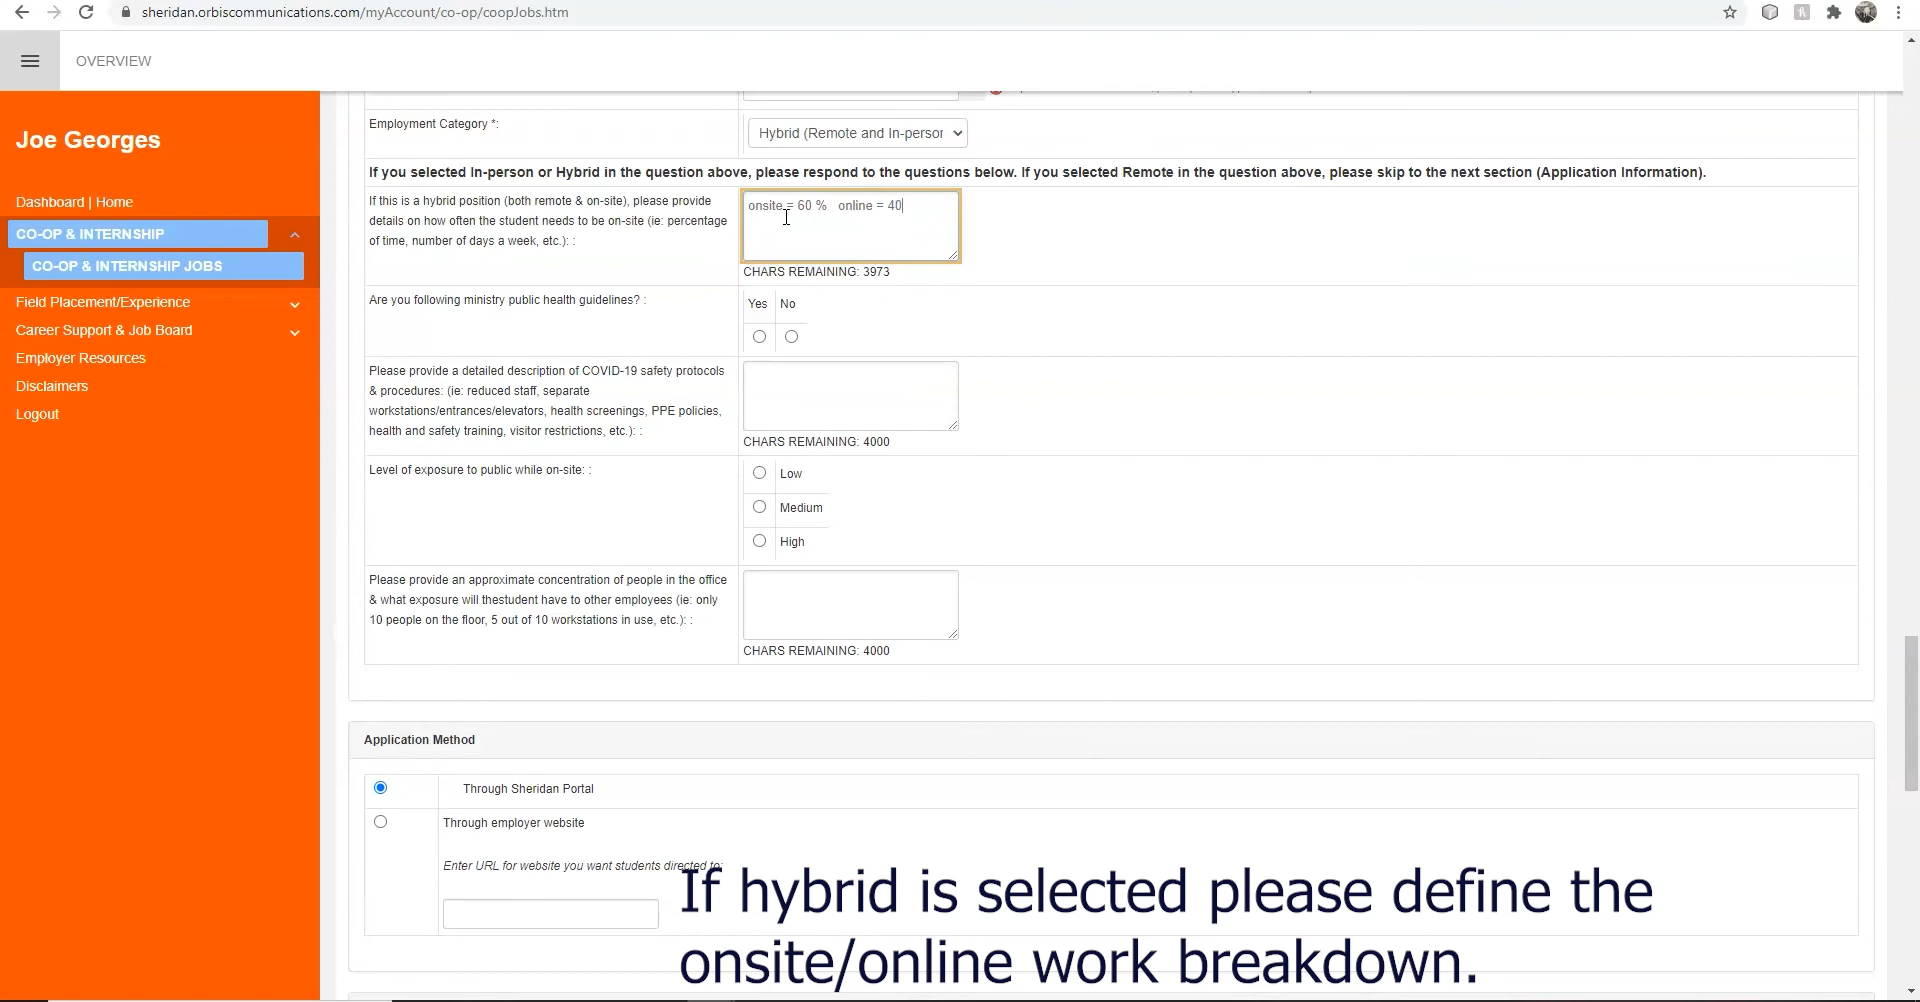 sheridan.orbiscommunications.com/myAccount/co-op/coopJobs.htm
OVERVIEW
Joe Georges
Dashboard | Home
CO-OP & INTERNSHIP
CO-OP & INTERNSHIP JOBS
Field Placement/Experience
Career Support & Job Board
Employer Resources
Disclaimers
Logout
Employment Category *:
Hybrid (Remote and In-persor
If you selected In-person or Hybrid in the question above, please respond to the questions below. If you selected Remote in the question above, please skip to the next section (Application Information).
If this is a hybrid position (both remote & on-site), please provide
details on how often the student needs to be on-site (ie: percentage
of time, number of days a week, etc.): :
onsite = 60 %   online = 40
CHARS REMAINING: 3973
Are you following ministry public health guidelines? :
Yes No
Please provide a detailed description of COVID-19 safety protocols
& procedures: (ie: reduced staff, separate
workstations/entrances/elevators, health screenings, PPE policies,
health and safety training, visitor restrictions, etc.): :
CHARS REMAINING: 4000
Level of exposure to public while on-site: :
Low
Medium
High
Please provide an approximate concentration of people in the office
& what exposure will thestudent have to other employees (ie: only
10 people on the floor, 5 out of 10 workstations in use, etc.): :
CHARS REMAINING: 4000
Application Method
Through Sheridan Portal
Through employer website
Enter URL for website you want students directed to:
If hybrid is selected please define the
onsite/online work breakdown.